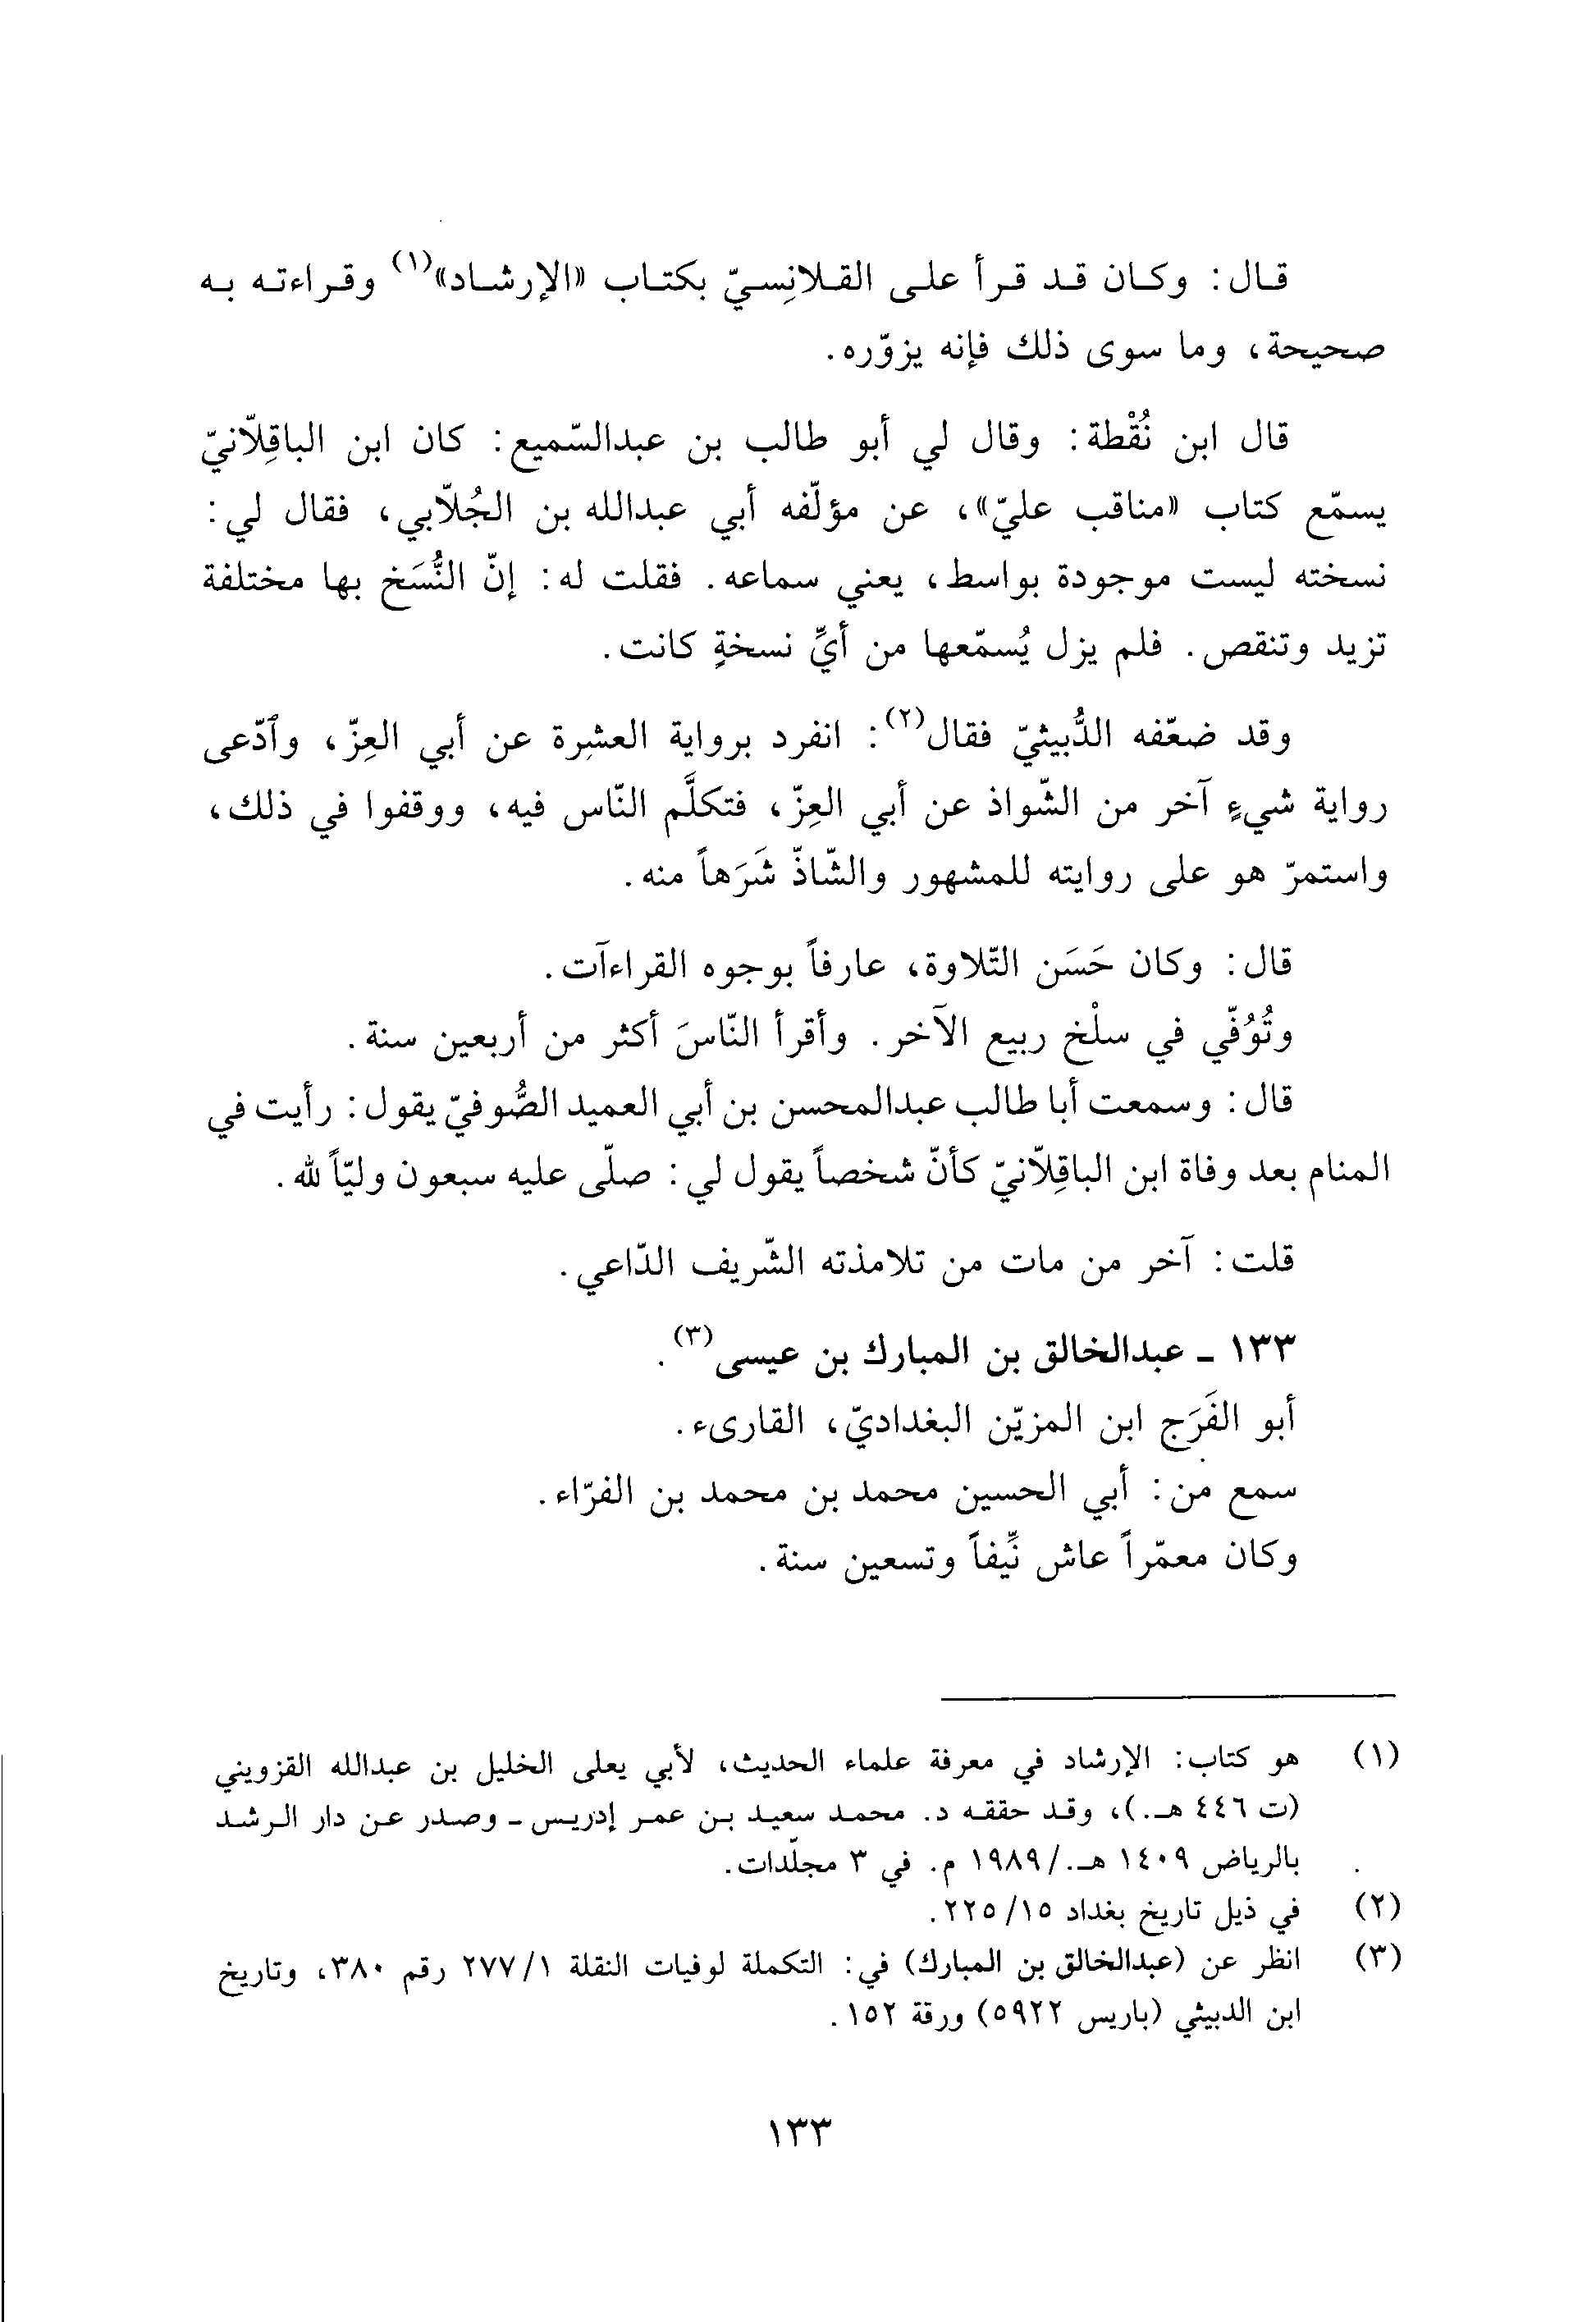 قال: وكان قد قرأ على القلانِسيّ بكتاب «الإرشاد»(١) وقراءته به
صحيحة، وما سوى ذلك فإنه يزوّره.
قال ابن نُقْطة: وقال لي أبو طالب بن عبدالسّميع: كان ابن الباقِلاّنيّ
يسمّع كتاب «مناقب عليّ»، عن مؤلّفه أبي عبدالله بن الجُلاّبي، فقال لي:
نسخته ليست موجودة بواسط، يعني سماعه. فقلت له: إنّ النُّسَخ بها مختلفة
تزيد وتنقص. فلم يزل يُسمّعها من أيِّ نسخةٍ كانت.
وقد ضعّفه الدُّبيثيّ فقال(٢): انفرد برواية العشرة عن أبي العِزّ، وٱدّعى
رواية شيءٍ آخر من الشّواذ عن أبي العِزّ، فتكلَّم النّاس فيه، ووقفوا في ذلك،
واستمرّ هو على روايته للمشهور والشّاذّ شَرَهاً منه.
قال: وكان حَسَن التّلاوة، عارفاً بوجوه القراءآت.
وتُوُفّي في سلْخ ربيع الآخر. وأقرأ النّاسَ أكثر من أربعين سنة.
قال: وسمعت أبا طالب عبدالمحسن بن أبي العميد الصُّوفيّ يقول: رأيت في
المنام بعد وفاة ابن الباقِلاّنيّ كأنّ شخصاً يقول لي: صلّى عليه سبعون وليّاً لله.
قلت: آخر من مات من تلامذته الشّريف الدّاعي.
١٣٣ ـ عبدالخالق بن المبارك بن عيسى(٣).
أبو الفَرَج ابن المزيّن البغداديّ، القارىء.
سمع من: أبي الحسين محمد بن محمد بن الفرّاء.
وكان معمّراً عاش نيِّفاً وتسعين سنة.
(١) هو كتاب: الإرشاد في معرفة علماء الحديث، لأبي يعلى الخليل بن عبدالله القزويني
(ت ٤٤٦ هـ.)، وقد حققه د. محمد سعيد بن عمر إدريس ـ وصدر عن دار الرشد
بالرياض ١٤٠٩ هـ./١٩٨٩ م. في ٣ مجلّدات.
(٢) في ذيل تاريخ بغداد ٢٢٥/١٥.
(٣) انظر عن (عبدالخالق بن المبارك) في: التكملة لوفيات النقلة ٢٧٧/١ رقم ٣٨٠، وتاريخ
ابن الدبيثي (باريس ٥٩٢٢) ورقة ١٥٢.
١٣٣